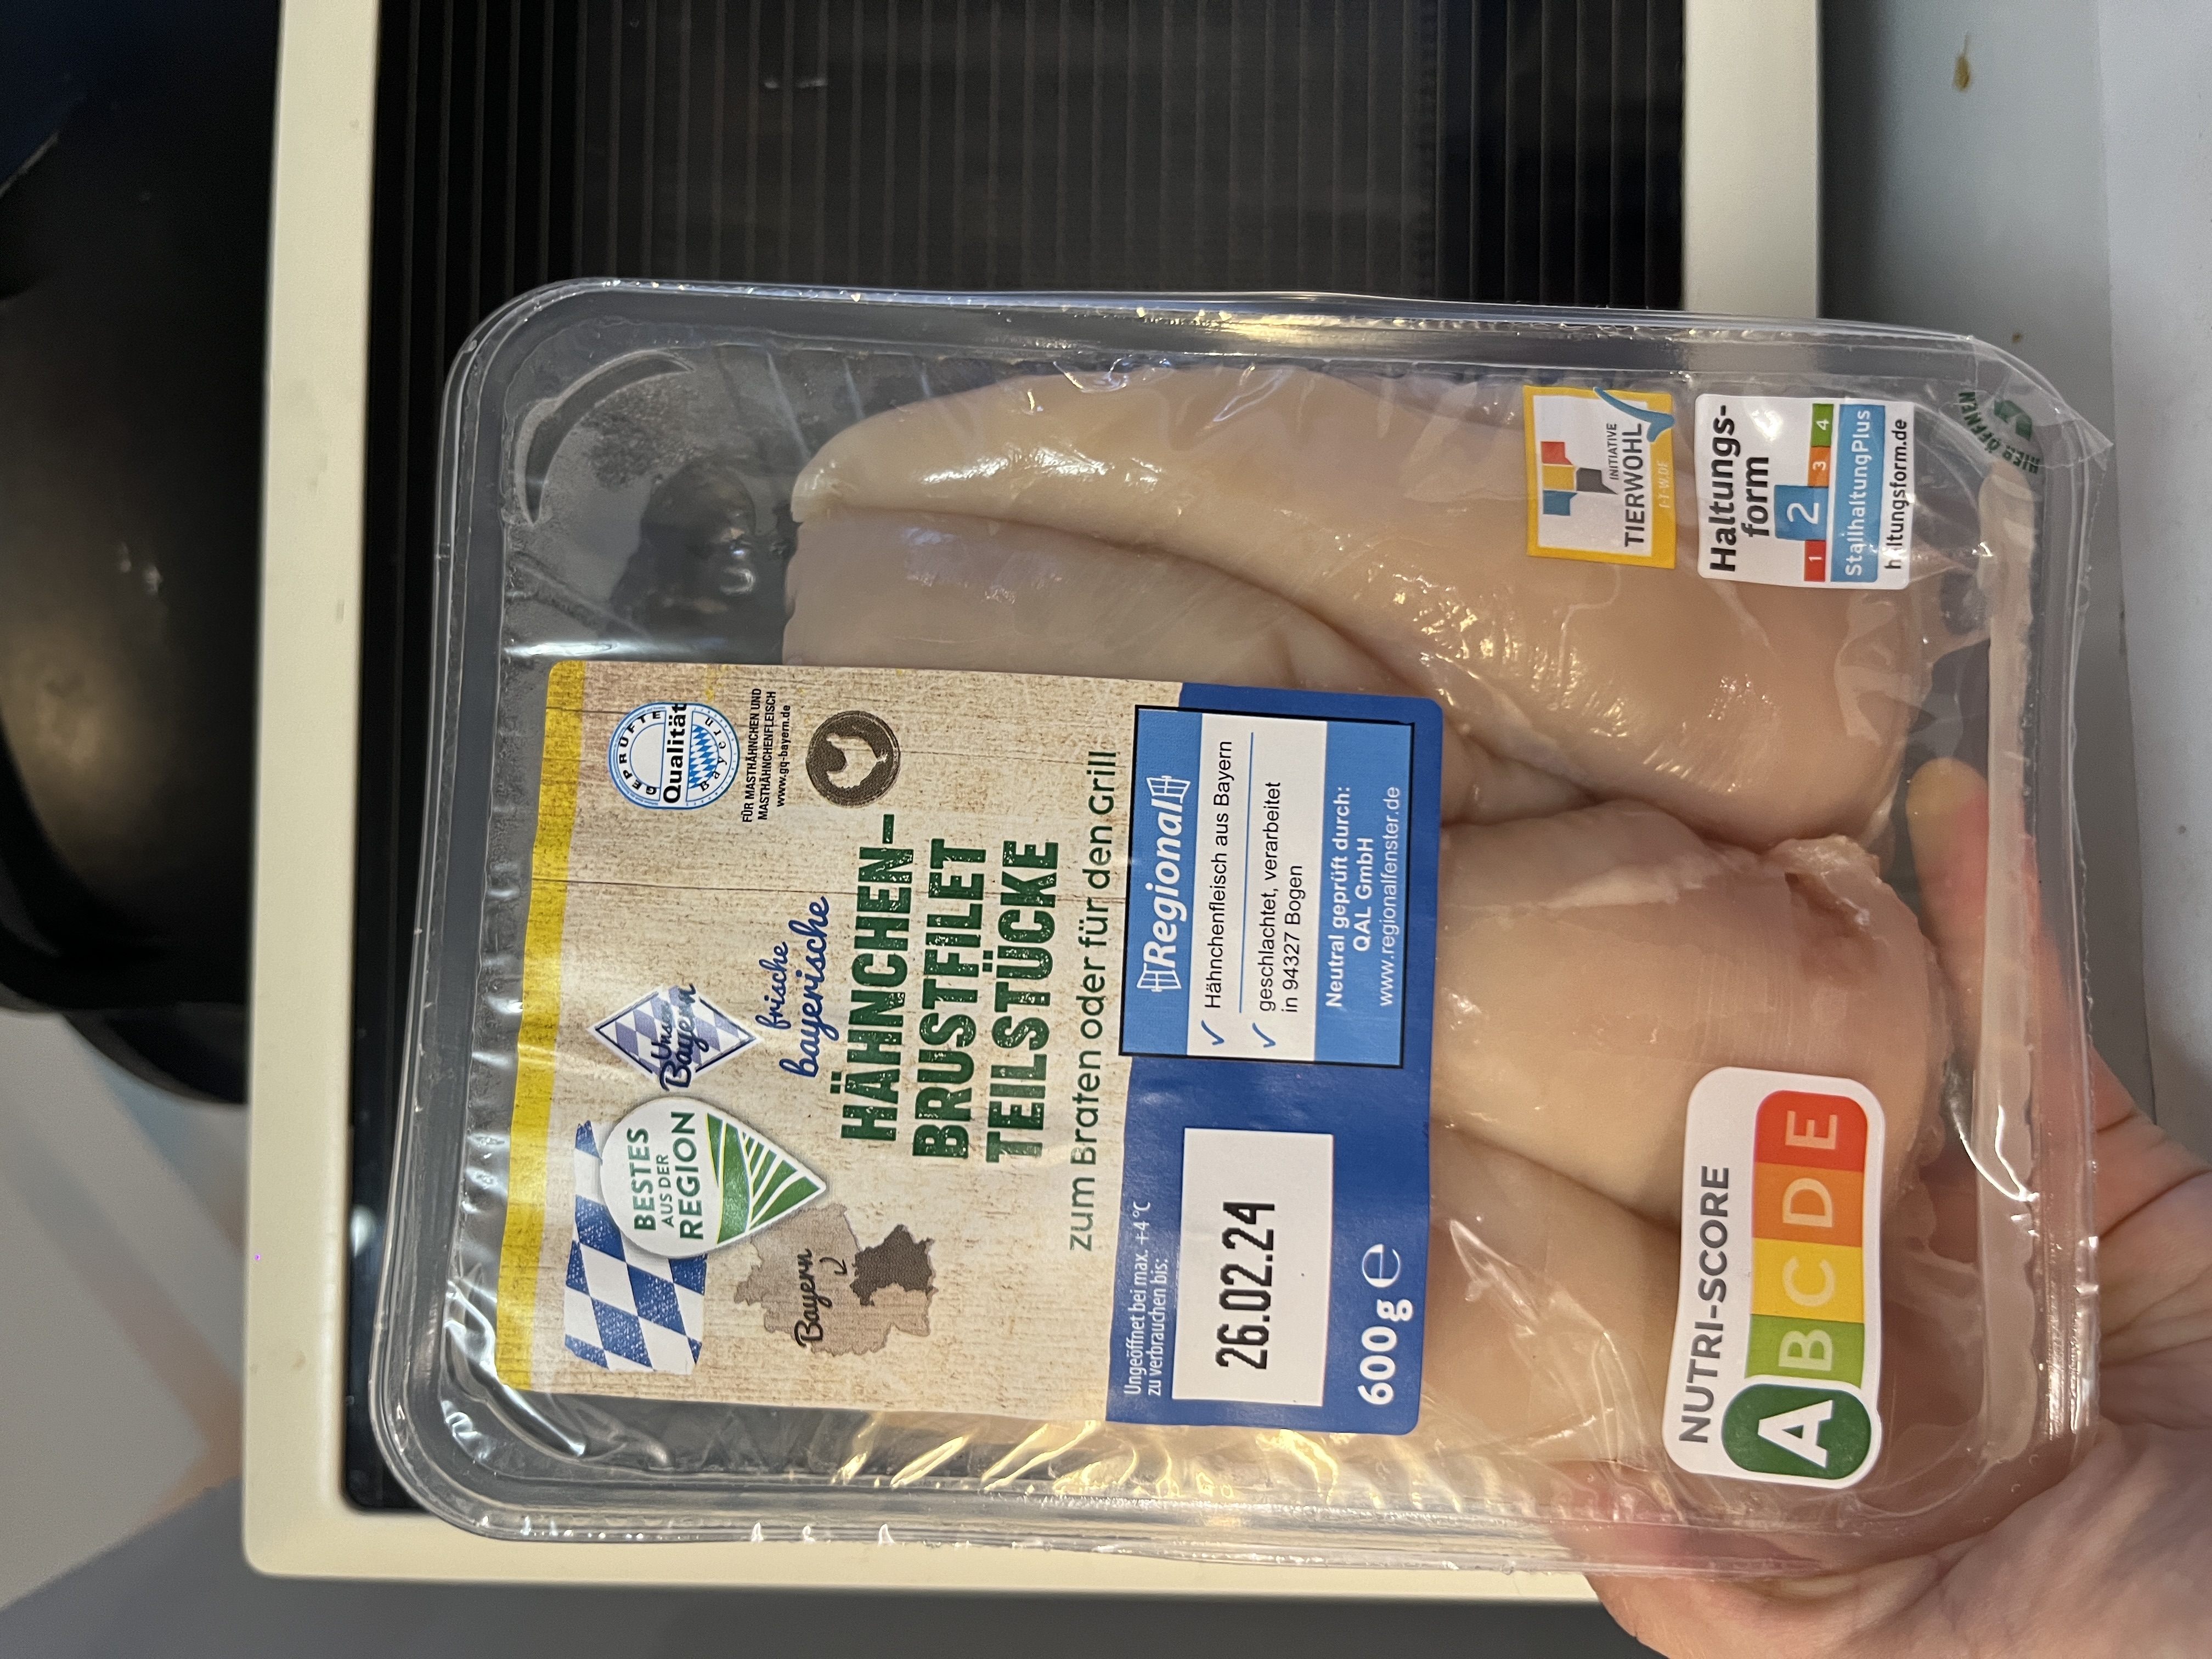 BESTES
AUS DER
REGION
Unser
Bayern
GEPRÜFTE
Qualität
Bayern
FÜR MASTHÄHNCHEN UND
MASTHÄHNCHENFLEISCH
www.gq-bayern.de
Bayern
frische
bayerische
HÄHNCHEN-
BRUSTFILET
TEILSTÜCKE
zum Braten oder für den Grill
Ungeöffnet bei max. +4 °C
zu verbrauchen bis:
26.02.24
600g e
Regional
Hähnchenfleisch aus Bayern
geschlachtet, verarbeitet
in 94327 Bogen
Neutral geprüft durch:
QAL GmbH
www.regionalfenster.de
INITIATIVE
TIERWOHL
I-T-W.DE
NUTRI-SCORE
A B C D E
Haltungs-
form
1 2 3 4
StallhaltungPlus
haltungsform.de
HIER ÖFFNEN